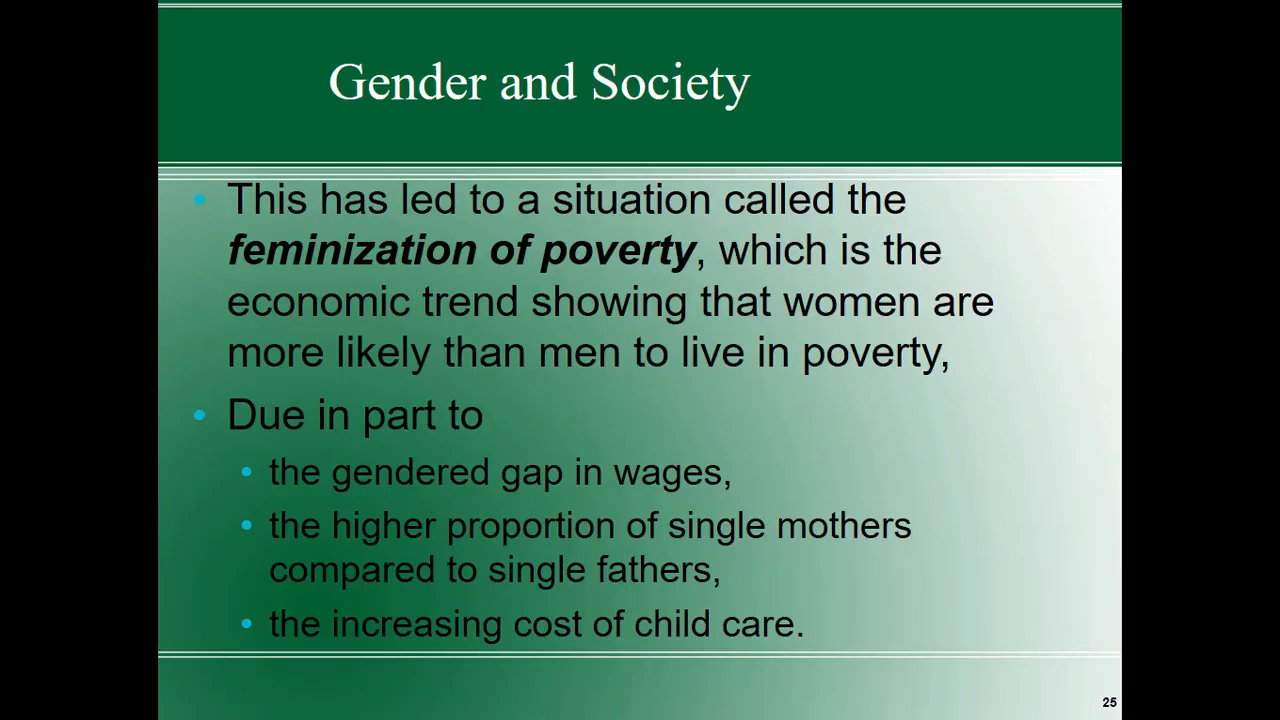 Gender and Society
This has led to a situation called the
feminization of poverty, which is the
economic trend showing that women are
more likely than men to live in poverty,
Due in part to
the gendered gap in wages,
the higher proportion of single mothers
compared to single fathers,
the increasing cost of child care.
25